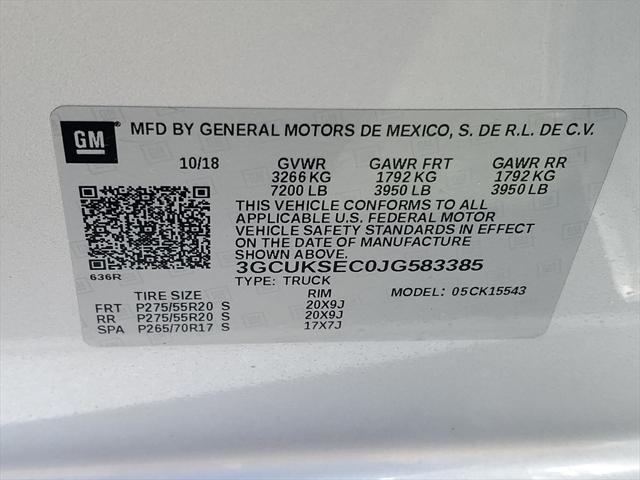 GM MFD BY GENERAL MOTORS DE MEXICO, S. DE R.L. DE C.V.
10/18 GVWR GAWR FRT GAWR RR
3266 KG 1792 KG 1792 KG
7200 LB 3950 LB 3950 LB
THIS VEHICLE CONFORMS TO ALL
APPLICABLE U.S. FEDERAL MOTOR
VEHICLE SAFETY STANDARDS IN EFFECT
ON THE DATE OF MANUFACTURE
SHOWN ABOVE.
3GCUKSEC0JG583385
636R
TYPE: TRUCK MODEL: 05CK15543
TIRE SIZE RIM
FRT P275/55R20 S 20X9J
RR P275/55R20 S 20X9J
SPA P265/70R17 S 17X7J